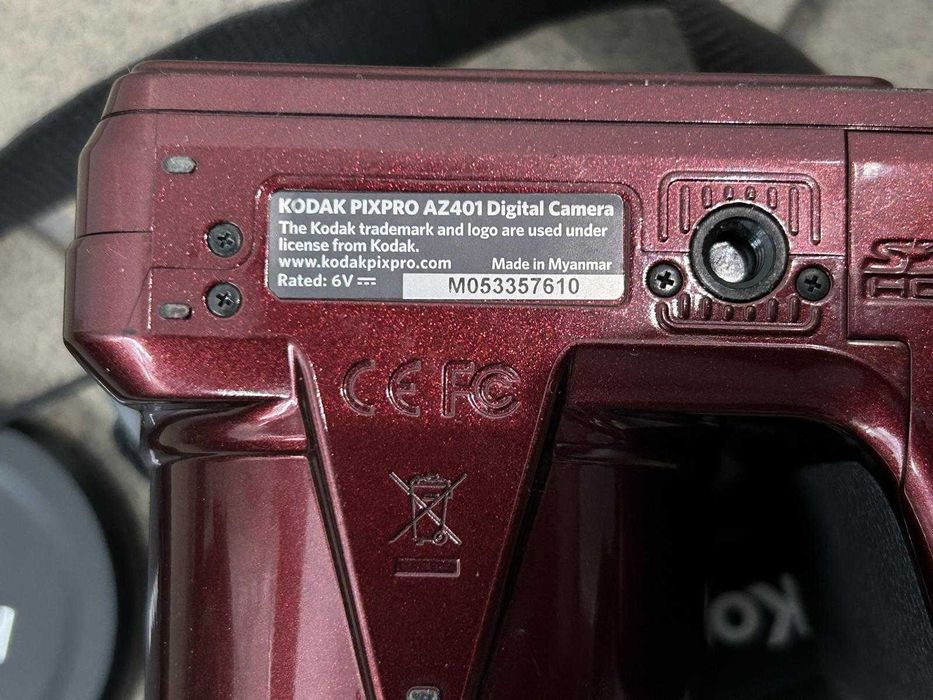 KODAK PIXPRO AZ401 Digital Camera
The Kodak trademark and logo are used under
license from Kodak.
www.kodakpixpro.com Made in Myanmar
Rated: 6V ⎓ M053357610
CE FC
Ko